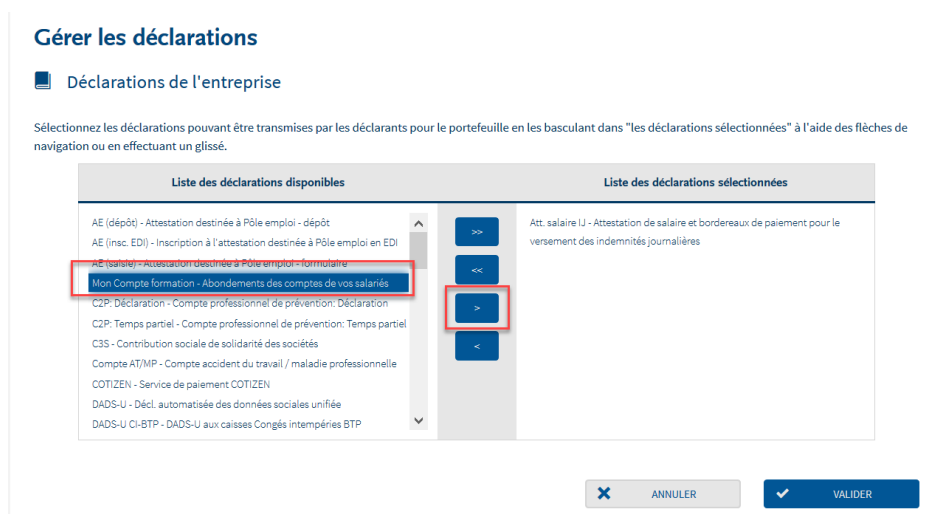 Gérer les déclarations
Déclarations de l'entreprise
Sélectionnez les déclarations pouvant être transmises par les déclarants pour le portefeuille en les basculant dans "les déclarations sélectionnées" à l'aide des flèches de
navigation ou en effectuant un glissé.
Liste des déclarations disponibles
Liste des déclarations sélectionnées
AE (dépôt) - Attestation destinée à Pôle emploi - dépôt
AE (insc. EDI) - Inscription à l'attestation destinée à Pôle emploi en EDI
AE (saisie) - Attestation destinée à Pôle emploi - formulaire
Mon Compte formation - Abondements des comptes de vos salariés
C2P: Déclaration - Compte professionnel de prévention: Déclaration
C2P: Temps partiel - Compte professionnel de prévention: Temps partiel
C3S - Contribution sociale de solidarité des sociétés
Compte AT/MP - Compte accident du travail / maladie professionnelle
COTIZEN - Service de paiement COTIZEN
DADS-U - Décl. automatisée des données sociales unifiée
DADS-U CI-BTP - DADS-U aux caisses Congés intempéries BTP
>>
<<
>
<
Att. salaire IJ - Attestation de salaire et bordereaux de paiement pour le
versement des indemnités journalières
ANNULER
VALIDER